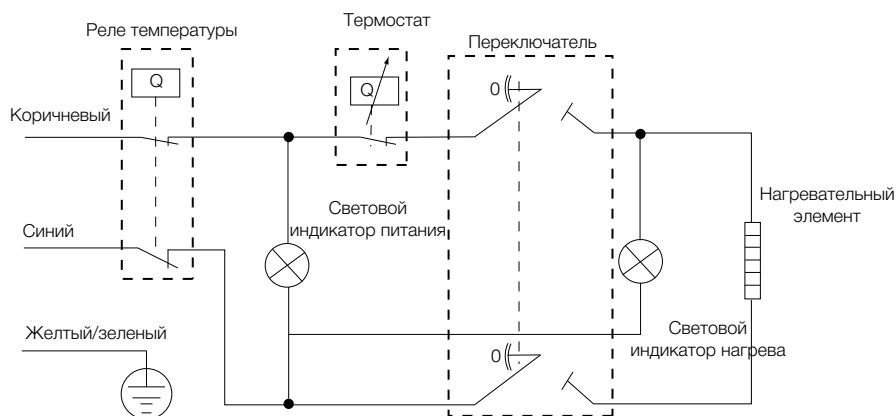 Реле температуры
Термостат
Переключатель
Q
Q
0
Коричневый
Синий
Световой
индикатор питания
Нагревательный
элемент
Желтый/зеленый
0
Световой
индикатор нагрева